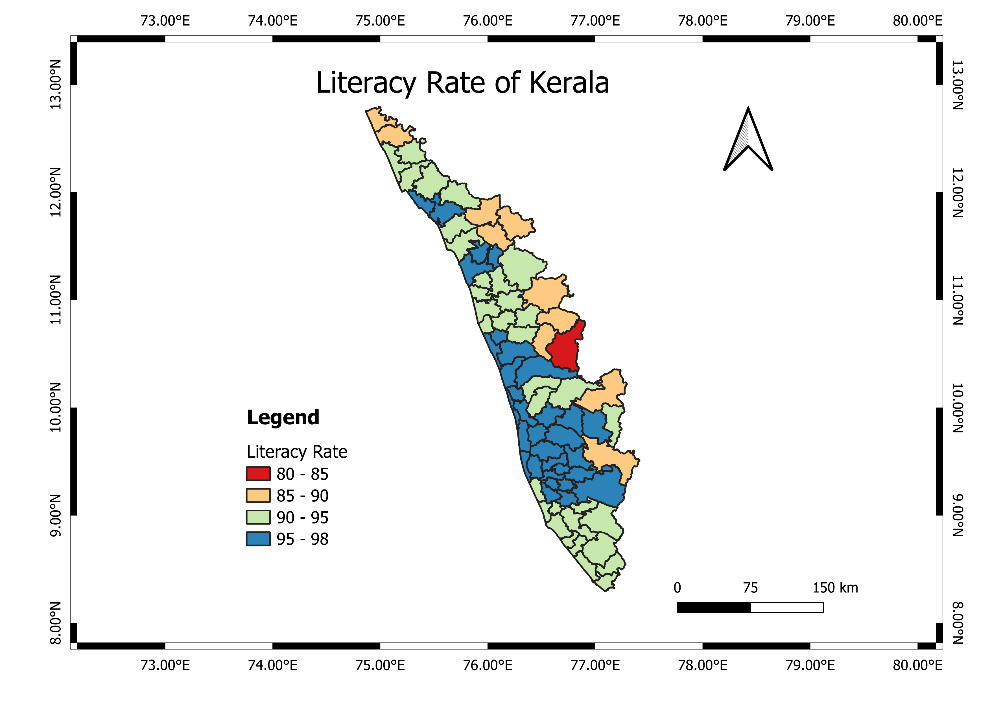 73.00°E 74.00°E 75.00°E 76.00°E 77.00°E 78.00°E 79.00°E 80.00°E
Literacy Rate of Kerala
13.00°N
12.00°N
11.00°N
10.00°N
9.00°N
8.00°N
13.00°N
12.00°N
11.00°N
10.00°N
9.00°N
8.00°N
Legend
Literacy Rate
80 - 85
85 - 90
90 - 95
95 - 98
0 75 150 km
73.00°E 74.00°E 75.00°E 76.00°E 77.00°E 78.00°E 79.00°E 80.00°E